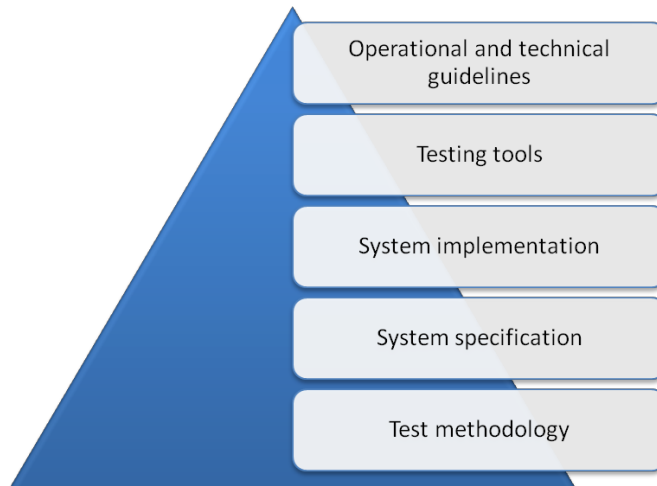 Operational and technical
guidelines
Testing tools
System implementation
System specification
Test methodology